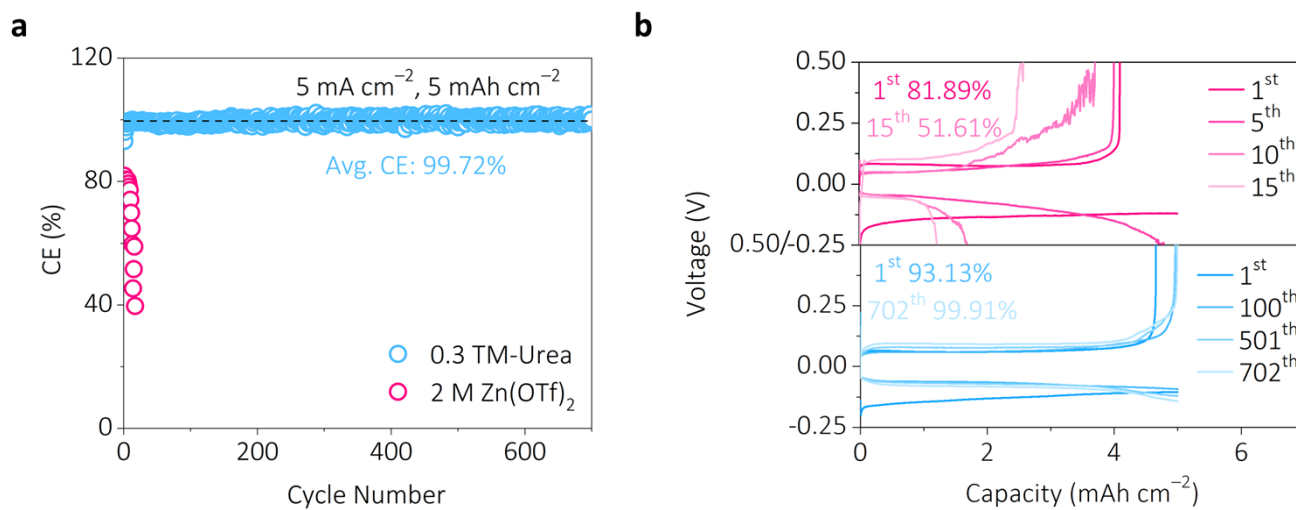 a
120
80
40
0
CE (%)
5 mA cm⁻², 5 mAh cm⁻²
Avg. CE: 99.72%
0.3 TM-Urea
2 M Zn(OTf)₂
0 200 400 600
Cycle Number
b
0.50
0.25
0.00
0.50/-0.25
0.25
0.00
-0.25
Voltage (V)
1ˢᵗ 81.89%
15ᵗʰ 51.61%
1ˢᵗ
5ᵗʰ
10ᵗʰ
15ᵗʰ
1ˢᵗ 93.13%
702ᵗʰ 99.91%
1ˢᵗ
100ᵗʰ
501ᵗʰ
702ᵗʰ
0 2 4 6
Capacity (mAh cm⁻²)